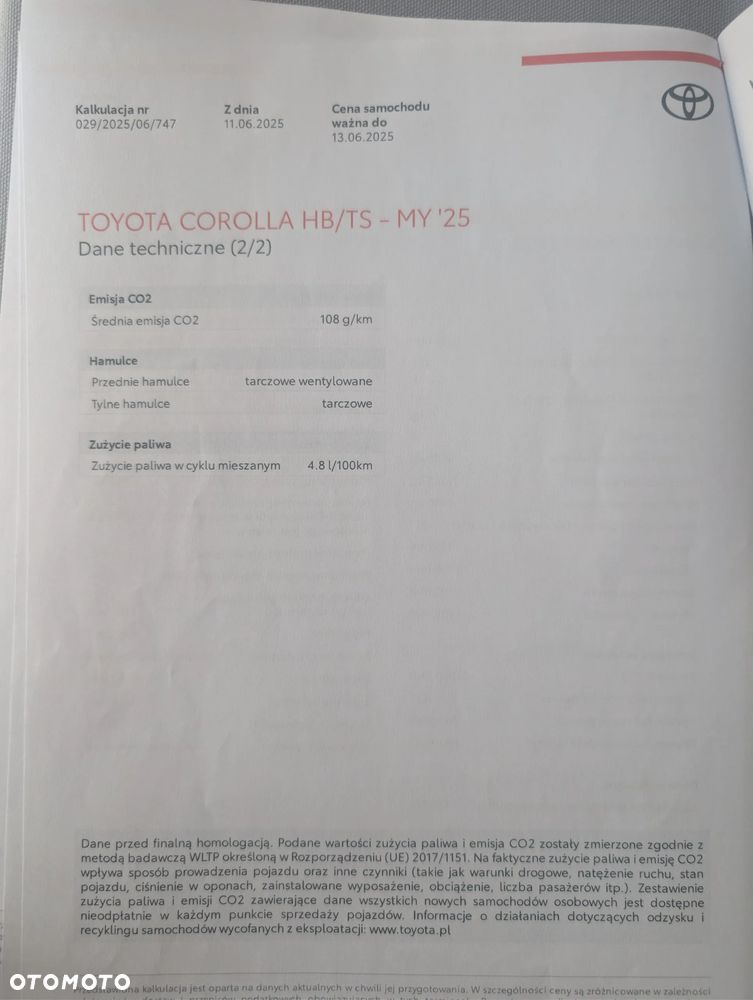 Kalkulacja nr
029/2025/06/747
Z dnia
11.06.2025
Cena samochodu
ważna do
13.06.2025
TOYOTA COROLLA HB/TS – MY '25
Dane techniczne (2/2)
Emisja CO2
Średnia emisja CO2 108 g/km
Hamulce
Przednie hamulce tarczowe wentylowane
Tylne hamulce tarczowe
Zużycie paliwa
Zużycie paliwa w cyklu mieszanym 4.8 l/100km
Dane przed finalną homologacją. Podane wartości zużycia paliwa i emisja CO2 zostały zmierzone zgodnie z
metodą badawczą WLTP określoną w Rozporządzeniu (UE) 2017/1151. Na faktyczne zużycie paliwa i emisję CO2
wpływa sposób prowadzenia pojazdu oraz inne czynniki (takie jak warunki drogowe, natężenie ruchu, stan
pojazdu, ciśnienie w oponach, zainstalowane wyposażenie, obciążenie, liczba pasażerów itp.). Zestawienie
zużycia paliwa i emisji CO2 zawierające dane wszystkich nowych samochodów osobowych jest dostępne
nieodpłatnie w każdym punkcie sprzedaży pojazdów. Informacje o działaniach dotyczących odzysku i
recyklingu samochodów wycofanych z eksploatacji: www.toyota.pl
kalkulacja jest oparta na danych aktualnych w chwili jej przygotowania. W szczególności ceny są zróżnicowane w zależności
OTOMOTO